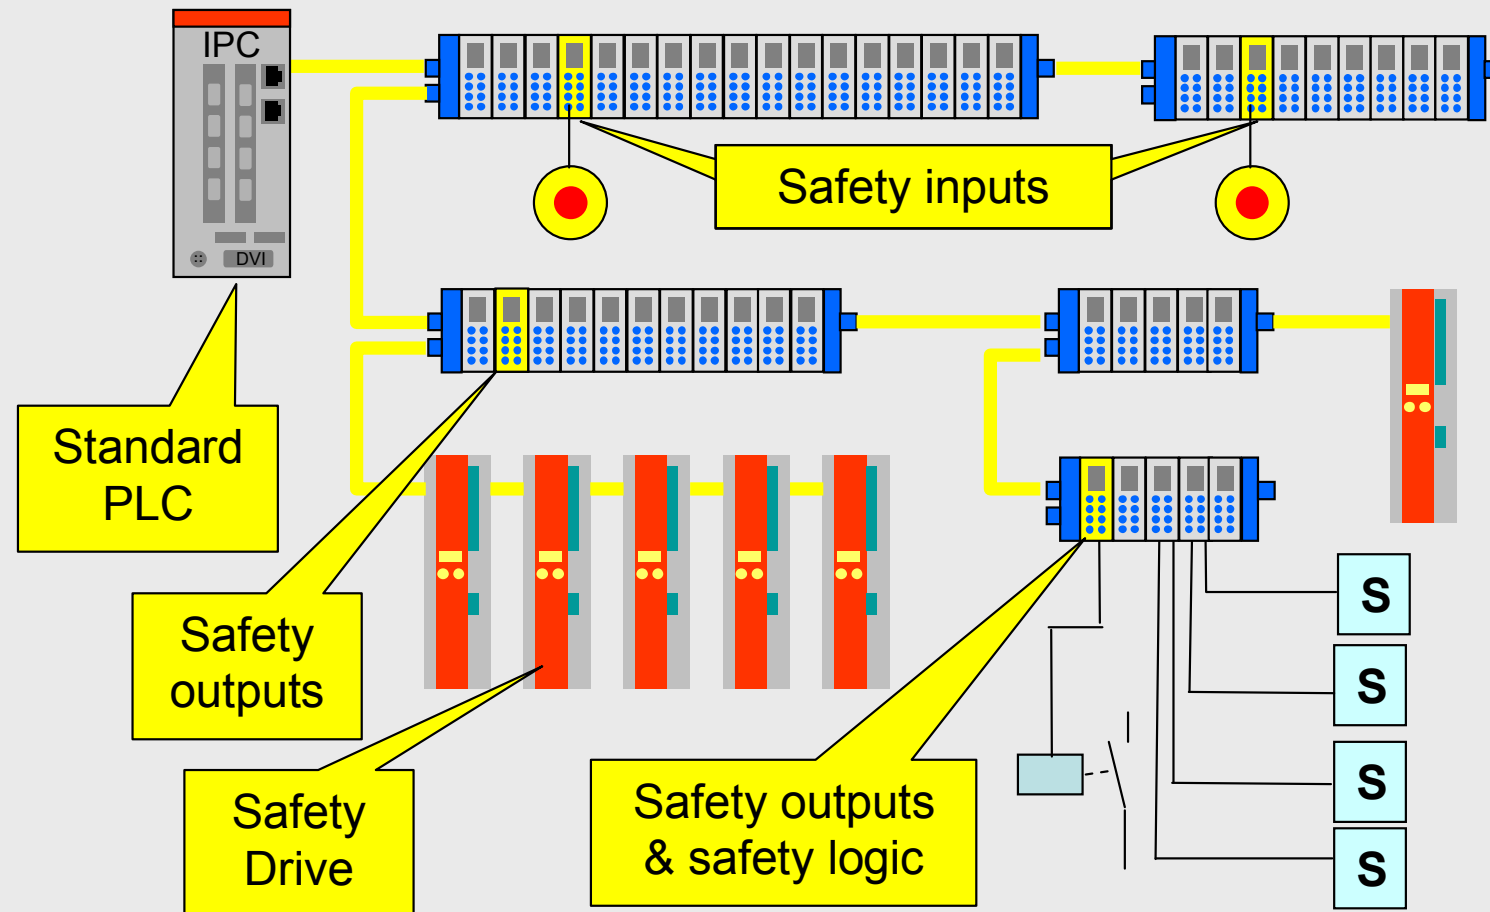 IPC
DVI
Safety inputs
Standard
PLC
Safety
outputs
Safety
Drive
Safety outputs
& safety logic
S
S
S
S